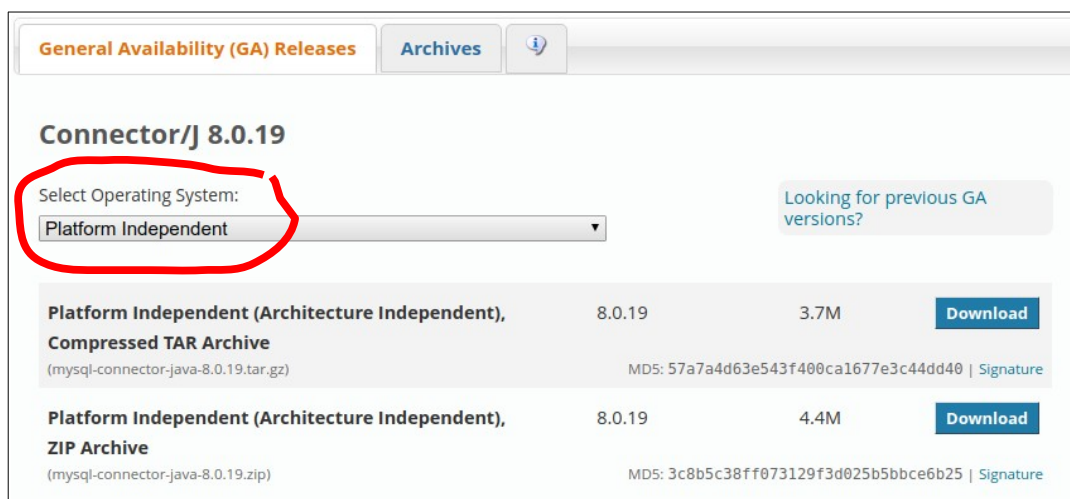 General Availability (GA) Releases
Archives
Connector/J 8.0.19
Select Operating System:
Looking for previous GA
versions?
Platform Independent
Platform Independent (Architecture Independent),
Compressed TAR Archive
8.0.19
3.7M
Download
(mysql-connector-java-8.0.19.tar.gz)
MD5: 57a7a4d63e543f400ca1677e3c44dd40 | Signature
Platform Independent (Architecture Independent),
ZIP Archive
8.0.19
4.4M
Download
(mysql-connector-java-8.0.19.zip)
MD5: 3c8b5c38ff073129f3d025b5bbce6b25 | Signature